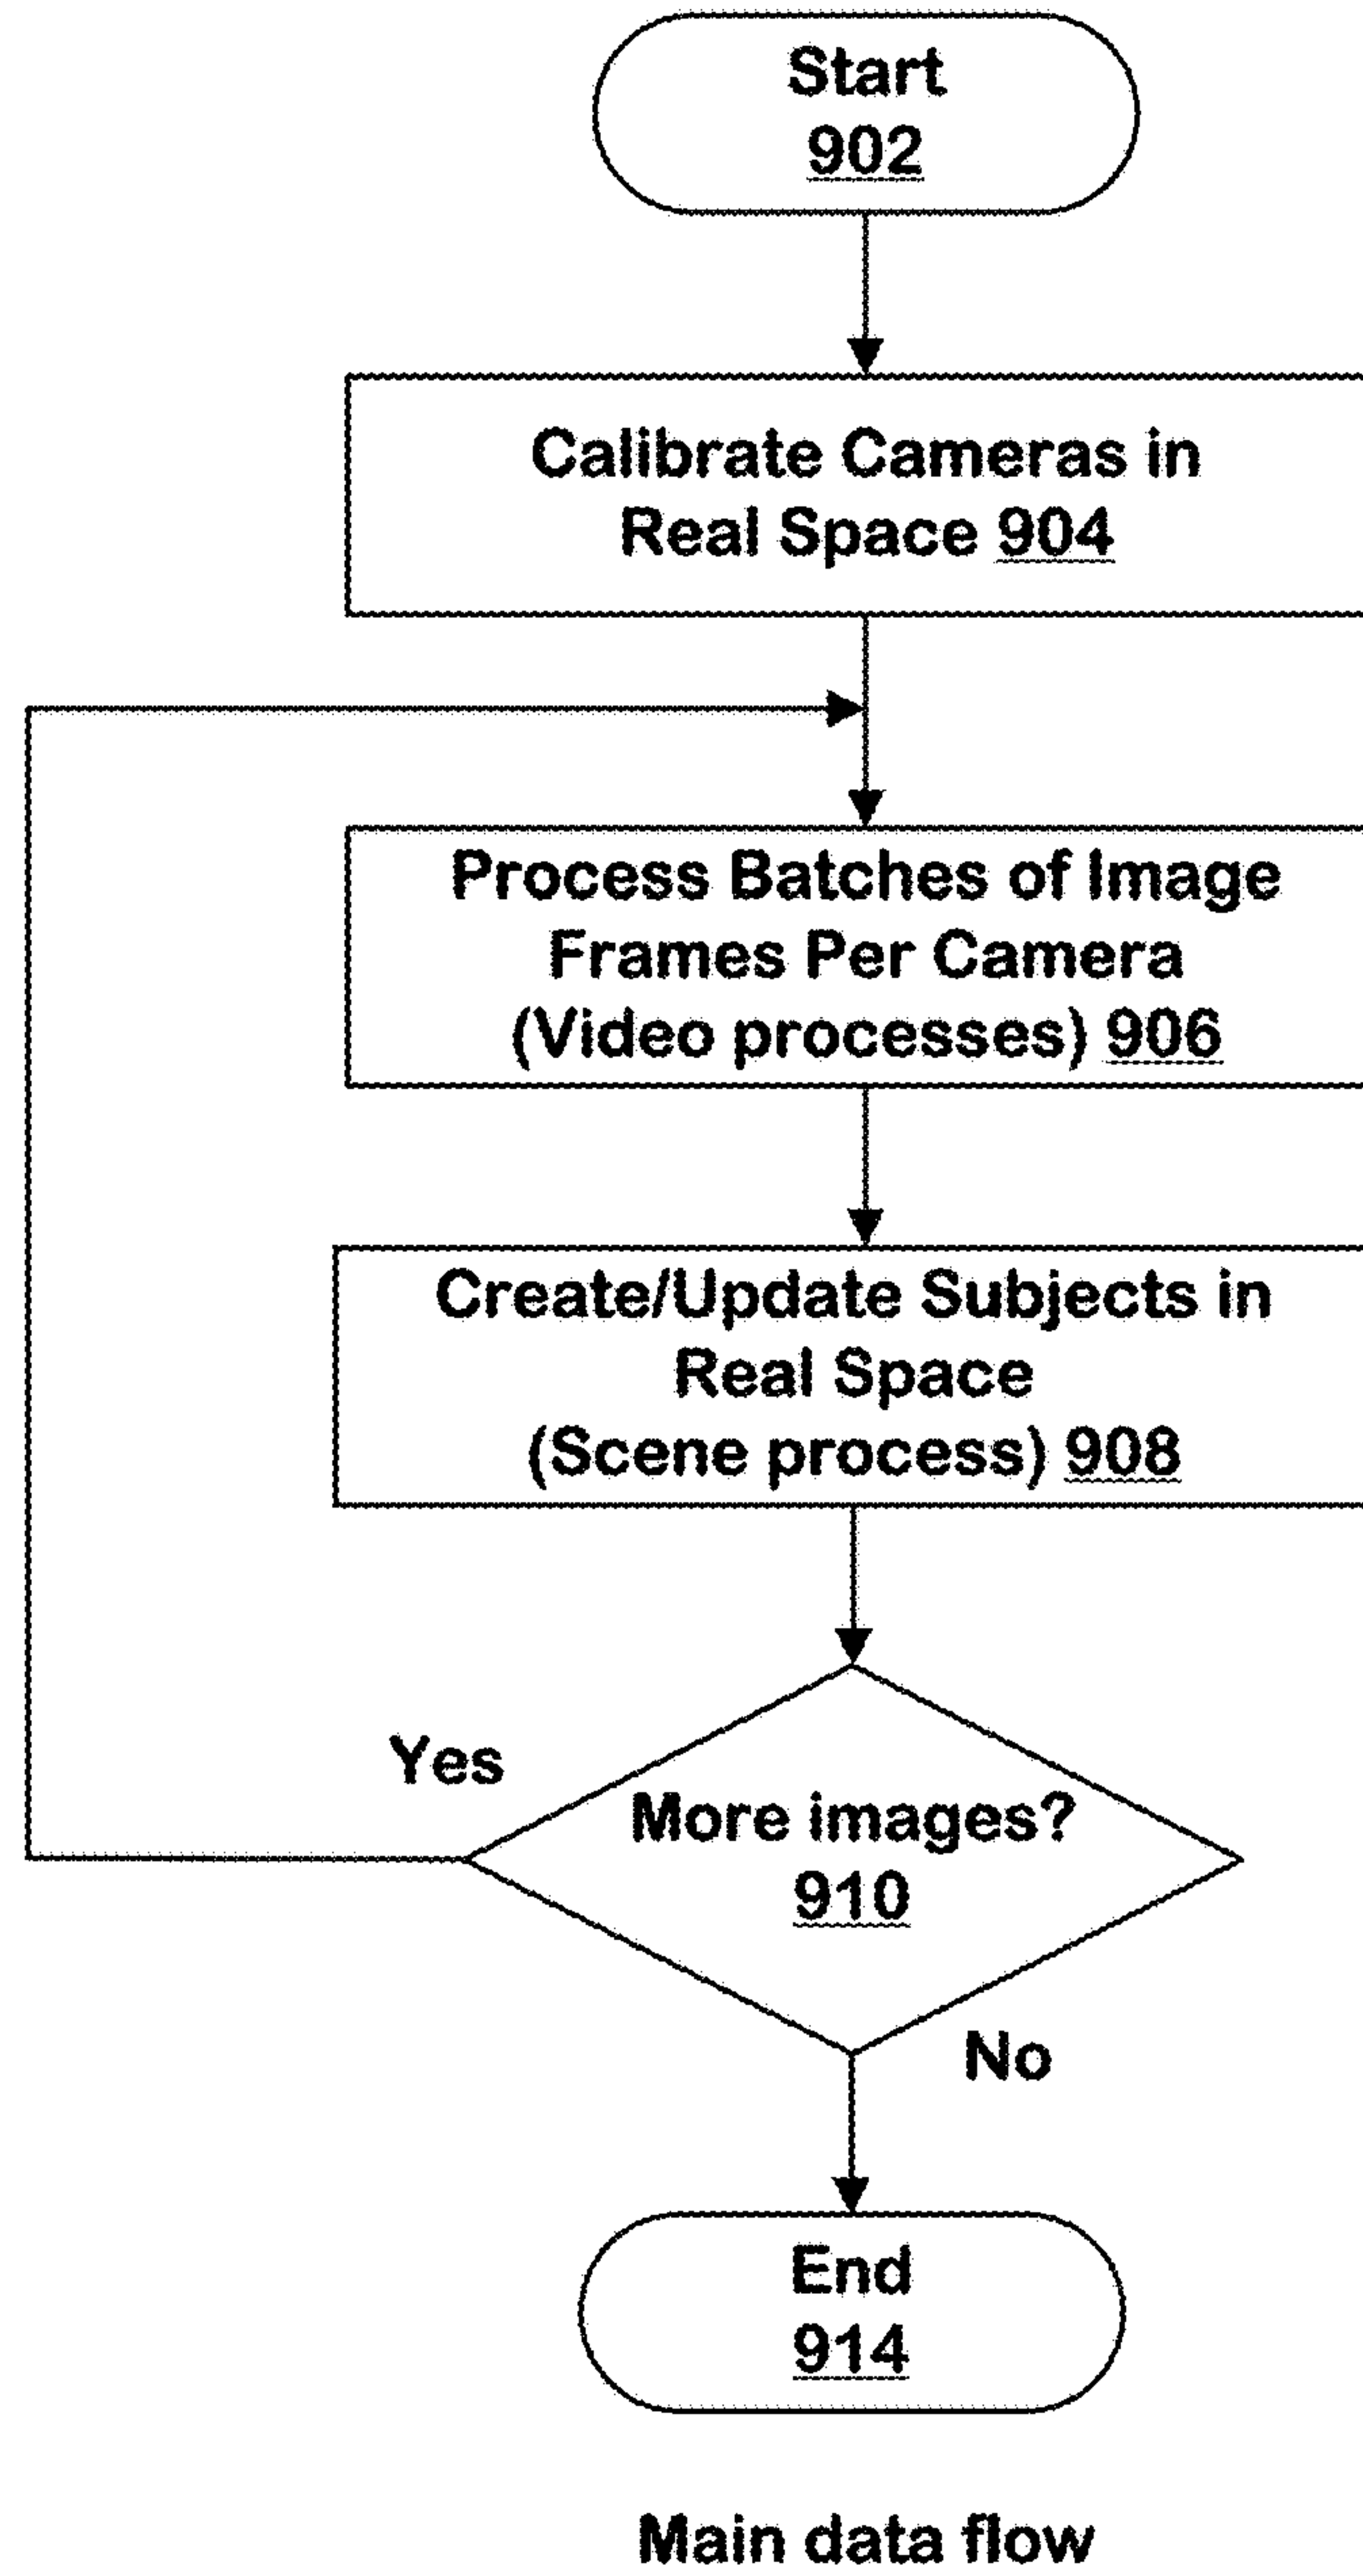 Start
902
Calibrate Cameras in
Real Space 904
Process Batches of Image
Frames Per Camera
(Video processes) 906
Create/Update Subjects in
Real Space
(Scene process) 908
Yes
More images?
910
No
End
914
Main data flow